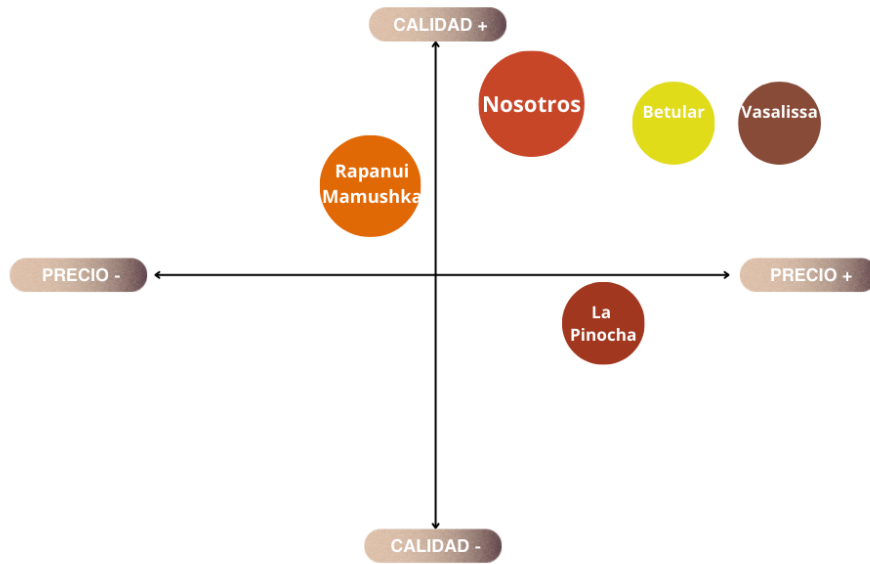 CALIDAD +
Nosotros
Betular
Vasalissa
Rapanui
Mamushka
PRECIO -
PRECIO +
La
Pinocha
CALIDAD -